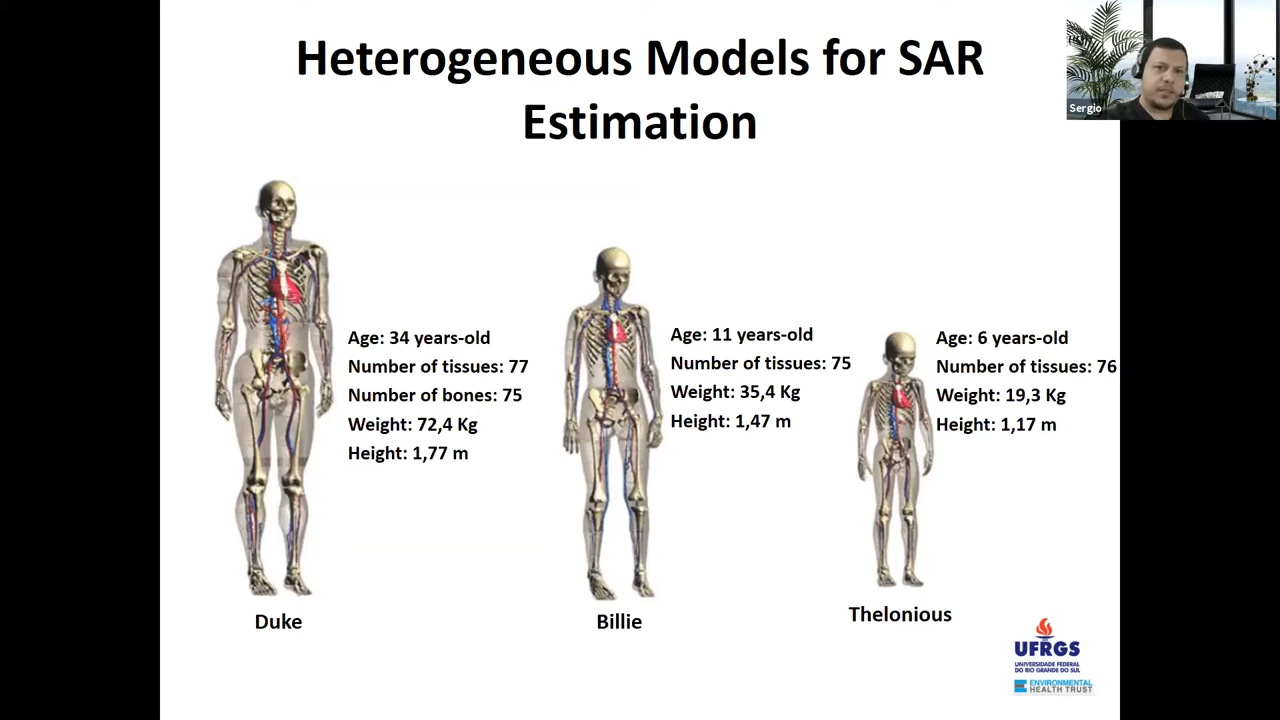 Heterogeneous Models for SAR
Estimation
Sergio
Age: 34 years-old
Number of tissues: 77
Number of bones: 75
Weight: 72,4 Kg
Height: 1,77 m
Duke
Age: 11 years-old
Number of tissues: 75
Weight: 35,4 Kg
Height: 1,47 m
Billie
Age: 6 years-old
Number of tissues: 76
Weight: 19,3 Kg
Height: 1,17 m
Thelonious
UFRGS
UNIVERSIDADE FEDERAL
DO RIO GRANDE DO SUL
ENVIRONMENTAL
HEALTH TRUST